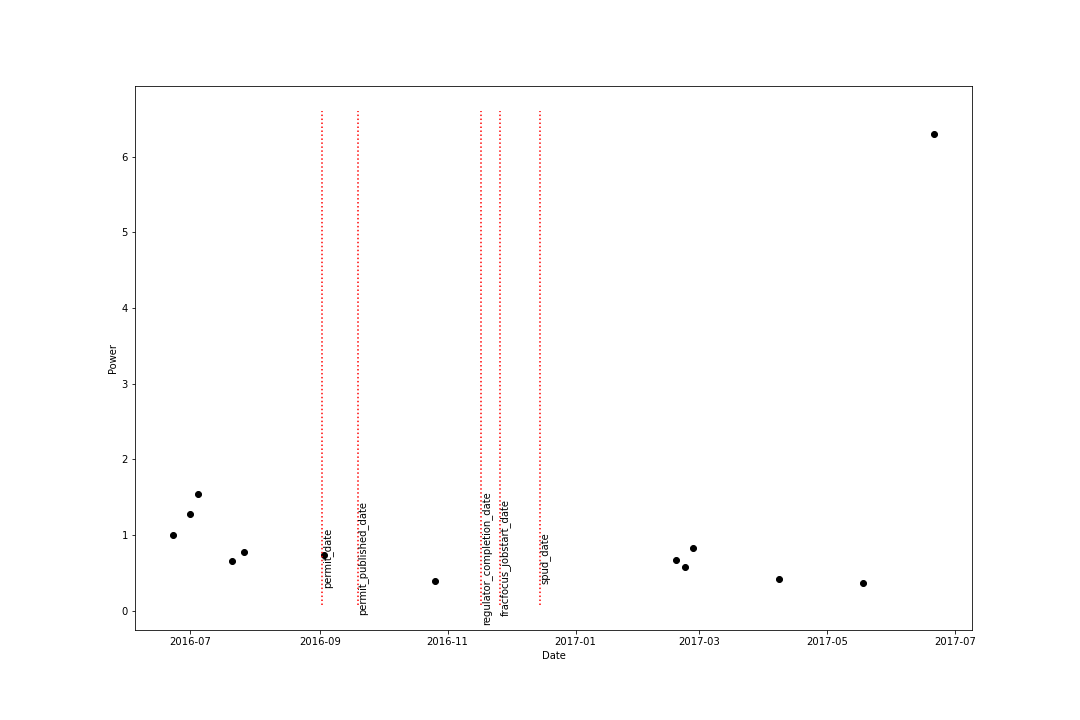 6
5
4
3
2
1
0
Power
permit_date
permit_published_date
regulator_completion_date
fracfocus_jobstart_date
spud_date
2016-07
2016-09
2016-11
2017-01
2017-03
2017-05
2017-07
Date